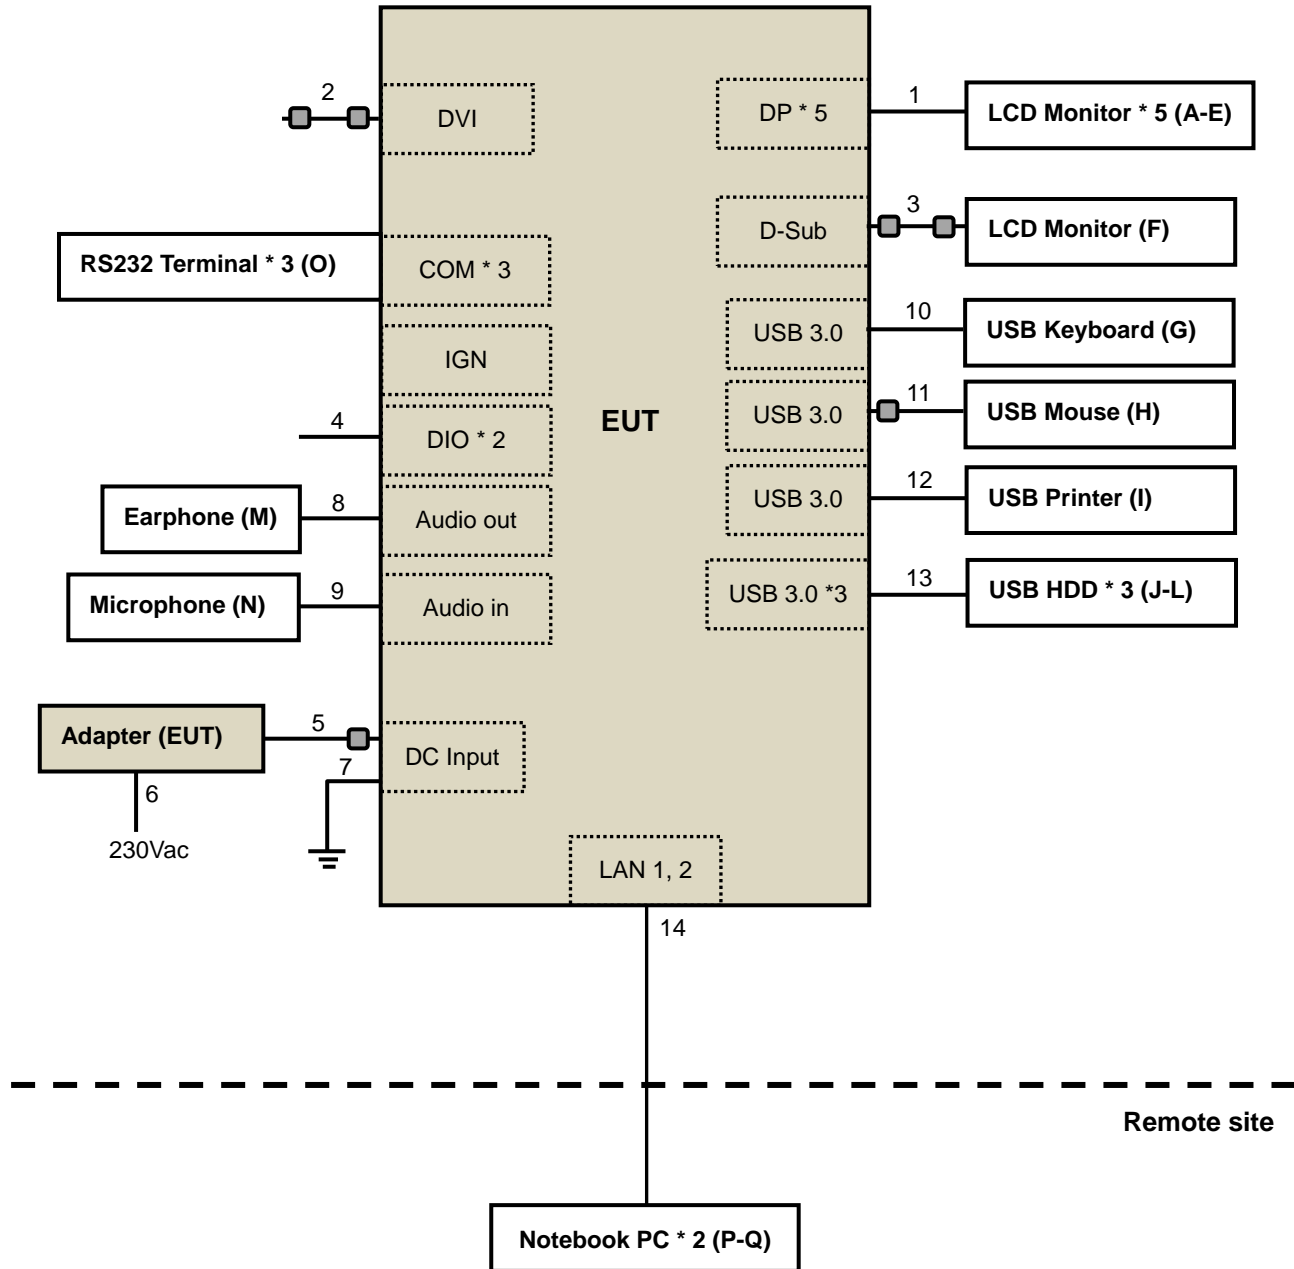 2
DVI
DP * 5
1
LCD Monitor * 5 (A-E)
D-Sub
3
LCD Monitor (F)
RS232 Terminal * 3 (O)
COM * 3
USB 3.0
10
USB Keyboard (G)
IGN
EUT
USB 3.0
11
USB Mouse (H)
4
DIO * 2
USB 3.0
12
USB Printer (I)
Earphone (M)
8
Audio out
USB 3.0 *3
13
USB HDD * 3 (J-L)
Microphone (N)
9
Audio in
Adapter (EUT)
5
DC Input
7
6
230Vac
LAN 1, 2
14
Remote site
Notebook PC * 2 (P-Q)